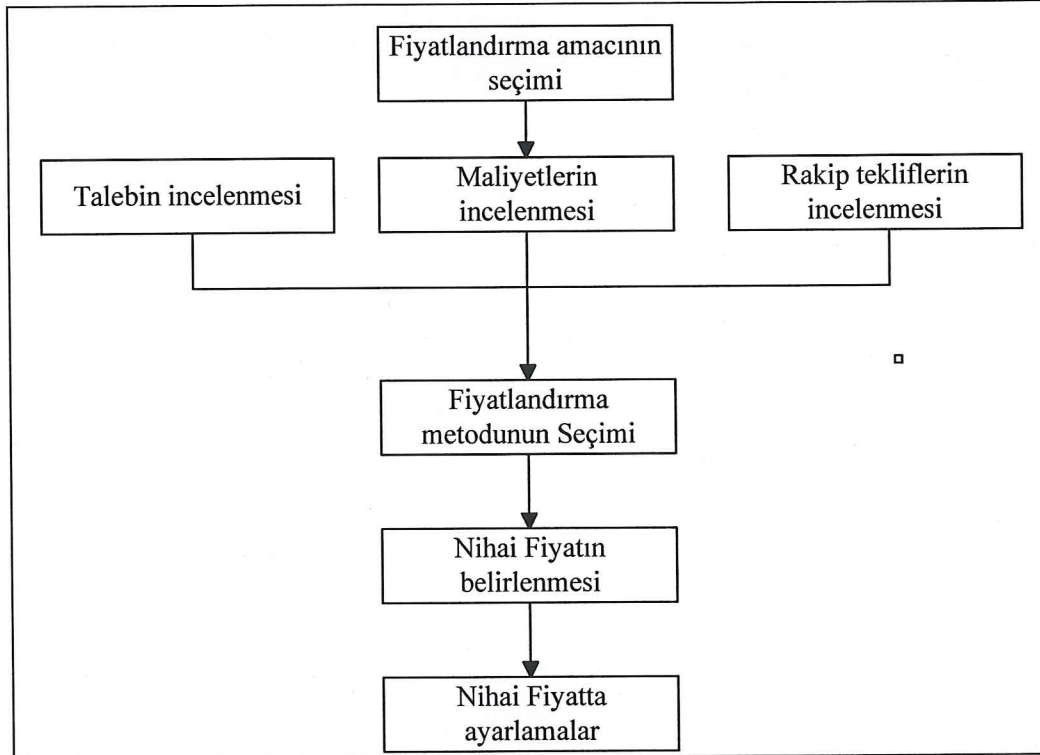 Fiyatlandırma amacının
seçimi
Talebin incelenmesi
Maliyetlerin
incelenmesi
Rakip tekliflerin
incelenmesi
Fiyatlandırma
metodunun Seçimi
Nihai Fiyatın
belirlenmesi
Nihai Fiyatta
ayarlamalar